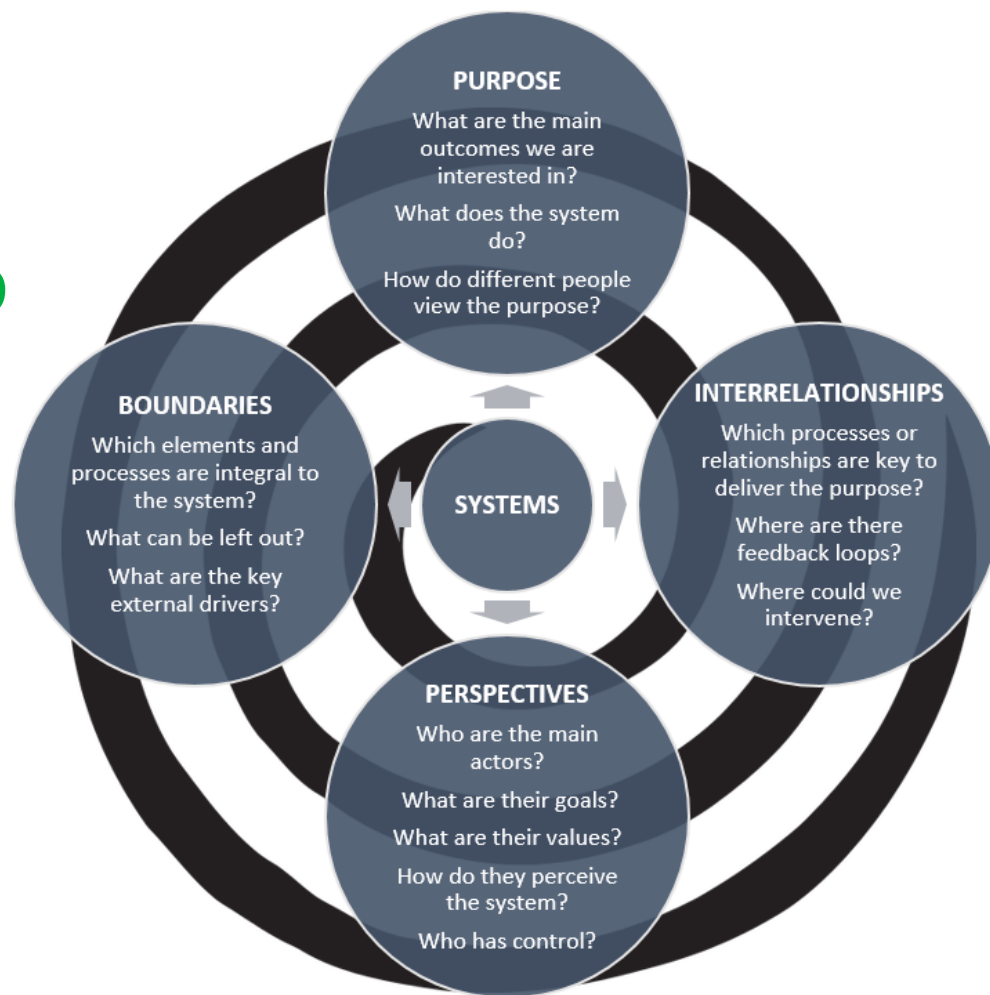 PURPOSE
What are the main
outcomes we are
interested in?
What does the system
do?
How do different people
view the purpose?
BOUNDARIES
Which elements and
processes are integral to
the system?
What can be left out?
What are the key
external drivers?
SYSTEMS
INTERRELATIONSHIPS
Which processes or
relationships are key to
deliver the purpose?
Where are there
feedback loops?
Where could we
intervene?
PERSPECTIVES
Who are the main
actors?
What are their goals?
What are their values?
How do they perceive
the system?
Who has control?